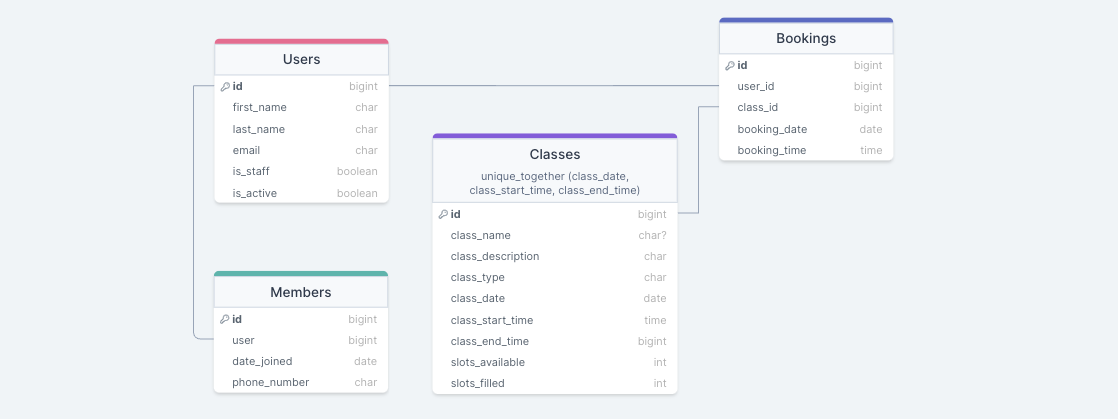 Users
id bigint
first_name char
last_name char
email char
is_staff boolean
is_active boolean
Members
id bigint
user bigint
date_joined date
phone_number char
Classes
unique_together (class_date,
class_start_time, class_end_time)
id bigint
class_name char?
class_description char
class_type char
class_date date
class_start_time time
class_end_time bigint
slots_available int
slots_filled int
Bookings
id bigint
user_id bigint
class_id bigint
booking_date date
booking_time time